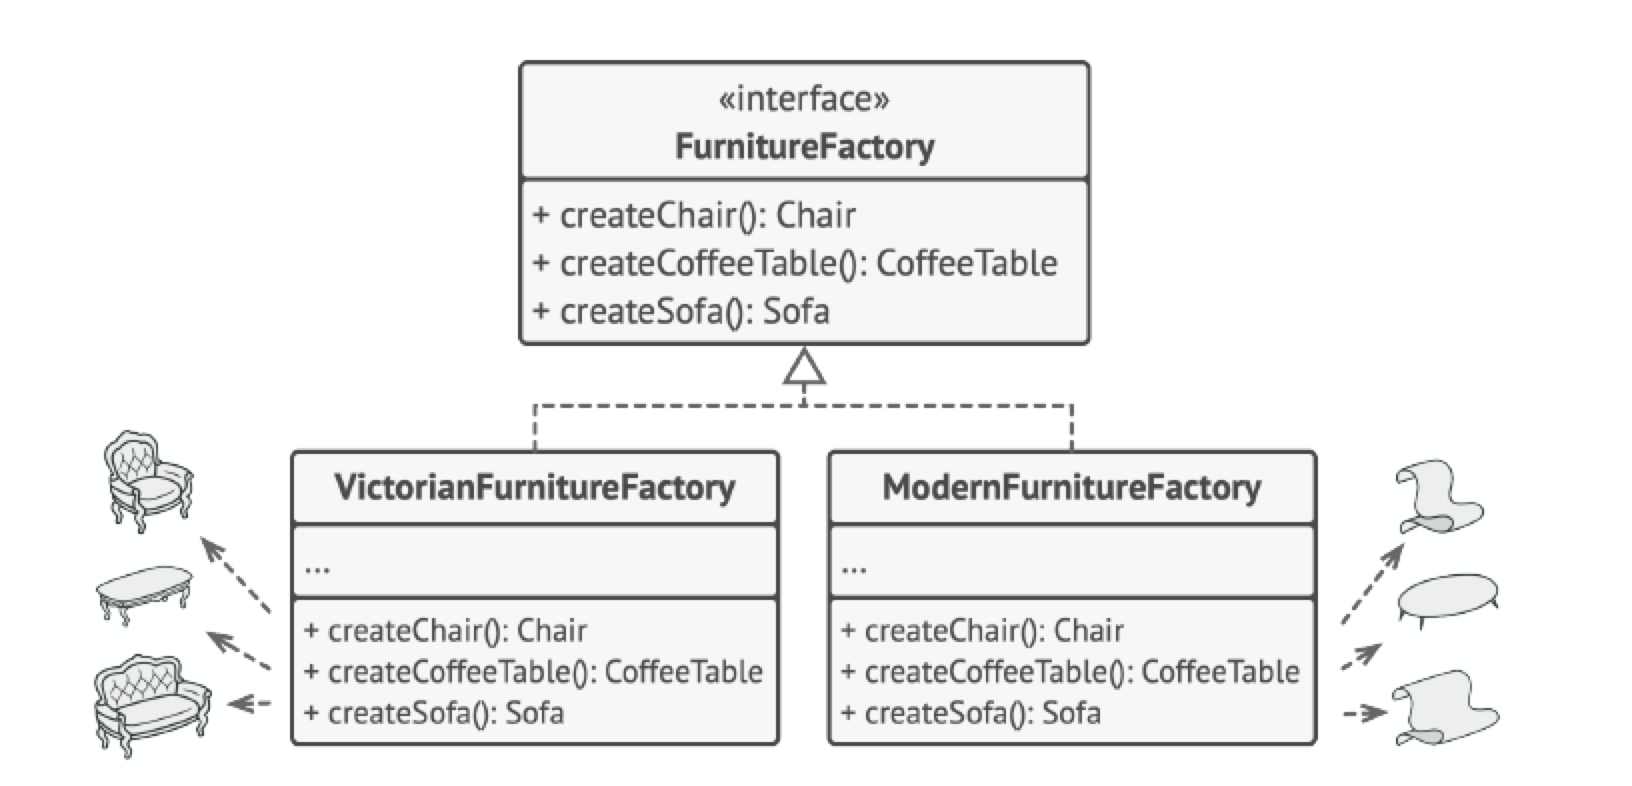 «interface»
FurnitureFactory
+ createChair(): Chair
+ createCoffeeTable(): CoffeeTable
+ createSofa(): Sofa
VictorianFurnitureFactory
...
+ createChair(): Chair
+ createCoffeeTable(): CoffeeTable
+ createSofa(): Sofa
ModernFurnitureFactory
...
+ createChair(): Chair
+ createCoffeeTable(): CoffeeTable
+ createSofa(): Sofa